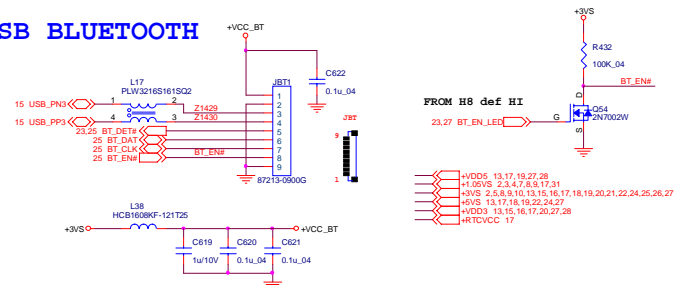 SB BLUETOOTH
+VCC_BT
L17
PLW3216S161SQ2
15 USB_PN3
1
2
Z1429
15 USB_PP3
4
3
Z1430
23,25 BT_DET#
25 BT_DAT
25 BT_CLK
25 BT_EN#
BT_EN#
JBT1
1
2
3
4
5
6
7
8
9
87213-0900G
C622
0.1u_04
JBT
9
1
L38
HCB1608KF-121T25
+3VS
+VCC_BT
C619
1u/10V
C620
0.1u_04
C621
0.1u_04
+3VS
R432
100K_04
BT_EN#
FROM H8 def HI
23,27 BT_EN_LED
G
D
S
Q54
2N7002W
+VDD5 13,17,19,27,28
+1.05VS 2,3,4,7,8,9,17,31
+3VS 2,5,8,9,10,13,15,16,17,18,19,20,21,22,24,25,26,27
+5VS 13,17,18,19,22,24,27
+VDD3 13,15,16,17,20,27,28
+RTCVCC 17